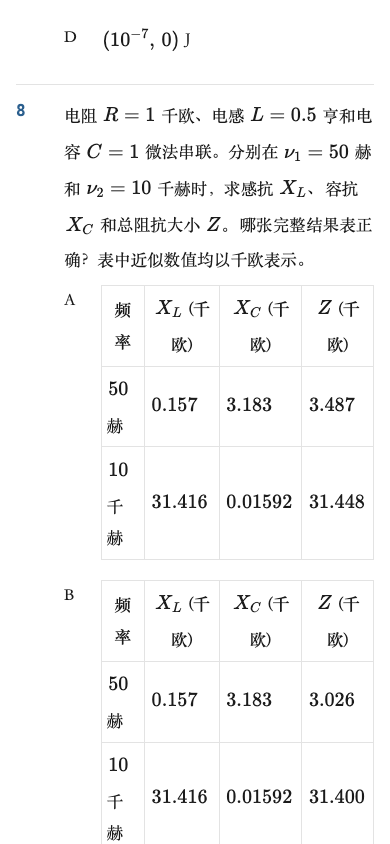 D (10⁻⁷, 0) J
8 电阻 R = 1 千欧、电感 L = 0.5 亨和电
容 C = 1 微法串联。分别在 ν₁ = 50 赫
和 ν₂ = 10 千赫时，求感抗 X_L、容抗
X_C 和总阻抗大小 Z。哪张完整结果表正
确？表中近似数值均以千欧表示。
A
频率 X_L (千欧) X_C (千欧) Z (千欧)
50 赫 0.157 3.183 3.487
10 千赫 31.416 0.01592 31.448
B
频率 X_L (千欧) X_C (千欧) Z (千欧)
50 赫 0.157 3.183 3.026
10 千赫 31.416 0.01592 31.400